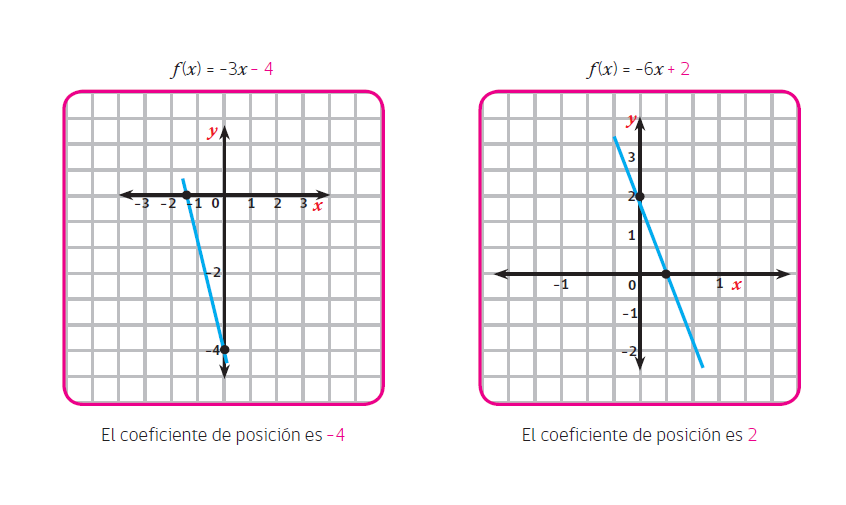 f(x) = -3x - 4
y
-3 -2 -1 0 1 2 3 x
-2
-4
El coeficiente de posición es -4
f(x) = -6x + 2
y
3
2
1
-1 0 1 x
-1
-2
El coeficiente de posición es 2